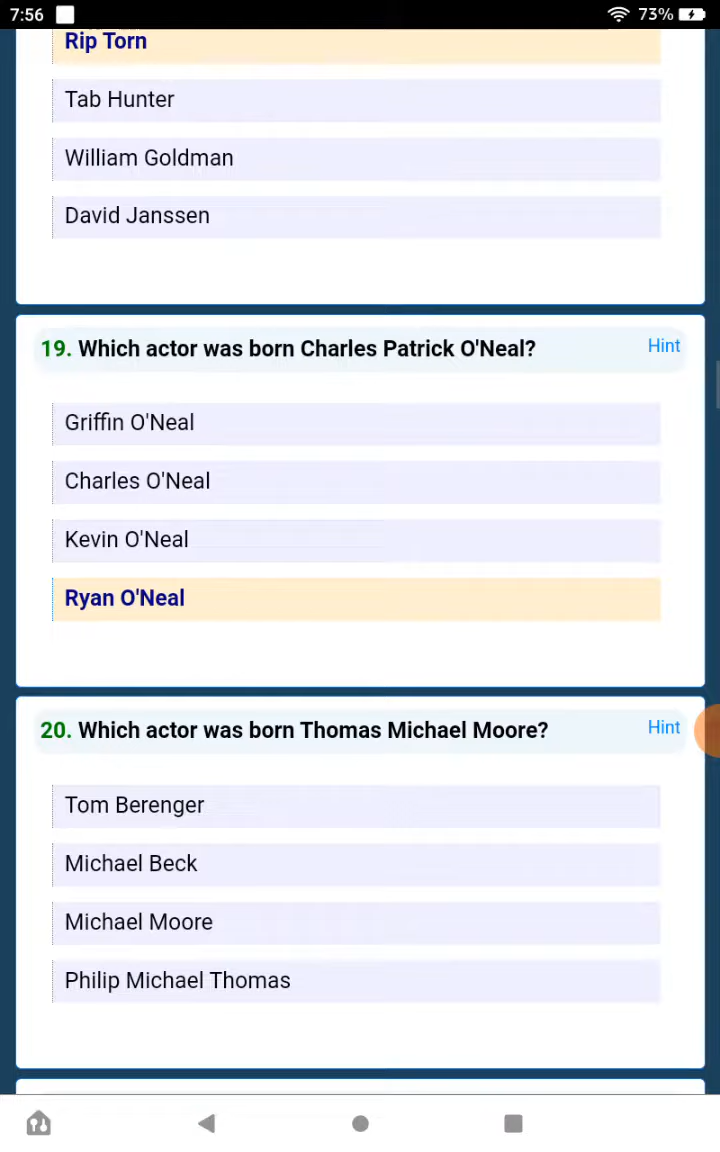 7:56 73%
Rip Torn
Tab Hunter
William Goldman
David Janssen
19. Which actor was born Charles Patrick O'Neal? Hint
Griffin O'Neal
Charles O'Neal
Kevin O'Neal
Ryan O'Neal
20. Which actor was born Thomas Michael Moore? Hint
Tom Berenger
Michael Beck
Michael Moore
Philip Michael Thomas